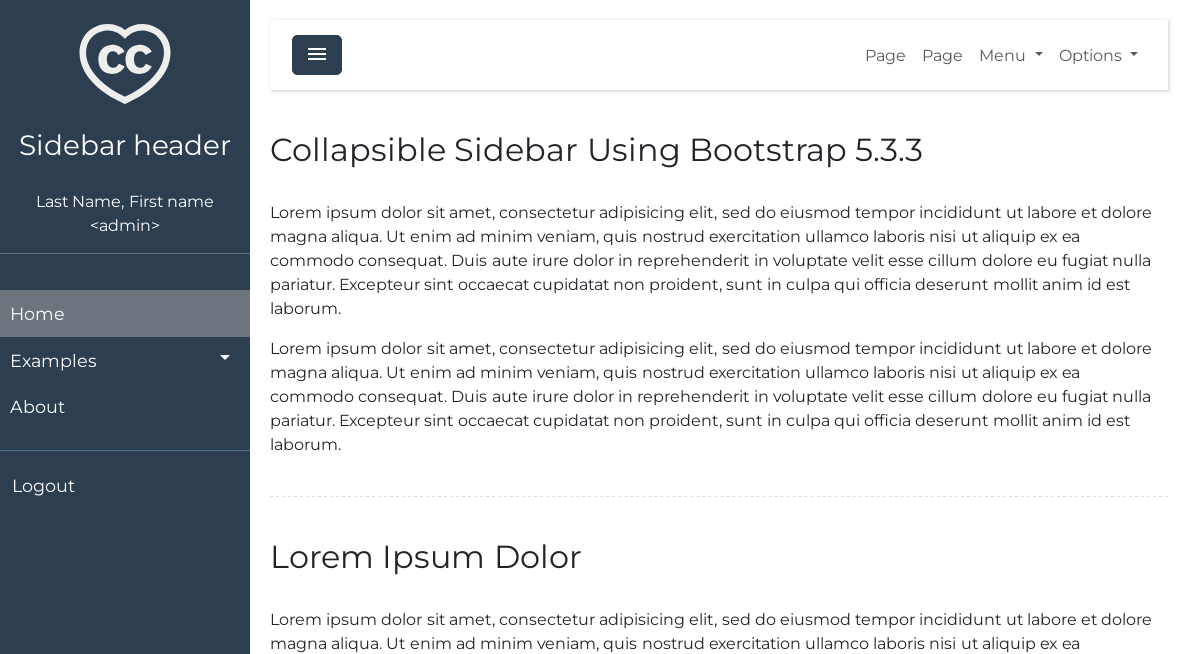 CC
Sidebar header
Last Name, First name
<admin>
Home
Examples
About
Logout
Page Page Menu Options
Collapsible Sidebar Using Bootstrap 5.3.3
Lorem ipsum dolor sit amet, consectetur adipisicing elit, sed do eiusmod tempor incididunt ut labore et dolore
magna aliqua. Ut enim ad minim veniam, quis nostrud exercitation ullamco laboris nisi ut aliquip ex ea
commodo consequat. Duis aute irure dolor in reprehenderit in voluptate velit esse cillum dolore eu fugiat nulla
pariatur. Excepteur sint occaecat cupidatat non proident, sunt in culpa qui officia deserunt mollit anim id est
laborum.
Lorem ipsum dolor sit amet, consectetur adipisicing elit, sed do eiusmod tempor incididunt ut labore et dolore
magna aliqua. Ut enim ad minim veniam, quis nostrud exercitation ullamco laboris nisi ut aliquip ex ea
commodo consequat. Duis aute irure dolor in reprehenderit in voluptate velit esse cillum dolore eu fugiat nulla
pariatur. Excepteur sint occaecat cupidatat non proident, sunt in culpa qui officia deserunt mollit anim id est
laborum.
Lorem Ipsum Dolor
Lorem ipsum dolor sit amet, consectetur adipisicing elit, sed do eiusmod tempor incididunt ut labore et dolore
magna aliqua. Ut enim ad minim veniam, quis nostrud exercitation ullamco laboris nisi ut aliquip ex ea